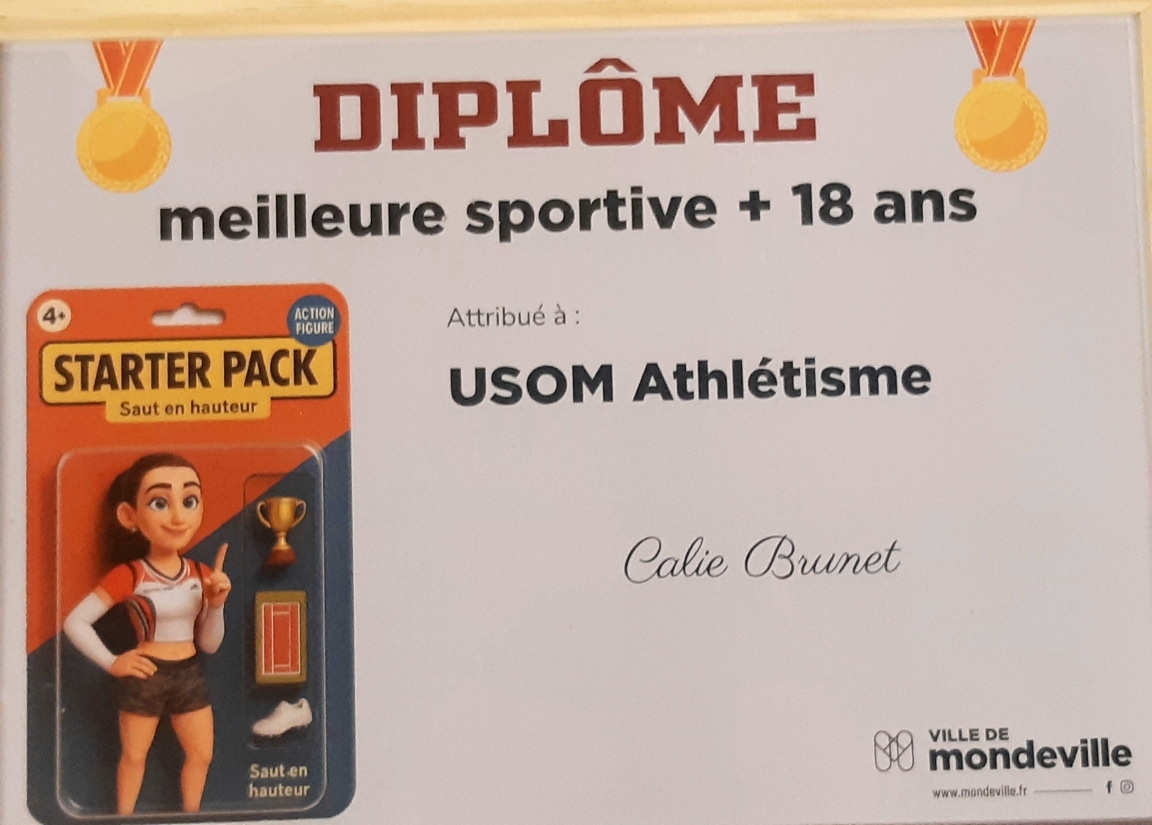 DIPLÔME
meilleure sportive + 18 ans
4+
ACTION
FIGURE
STARTER PACK
Saut en hauteur
Saut en
hauteur
Attribué à :
USOM Athlétisme
Calie Brunet
VILLE DE
mondeville
www.mondeville.fr